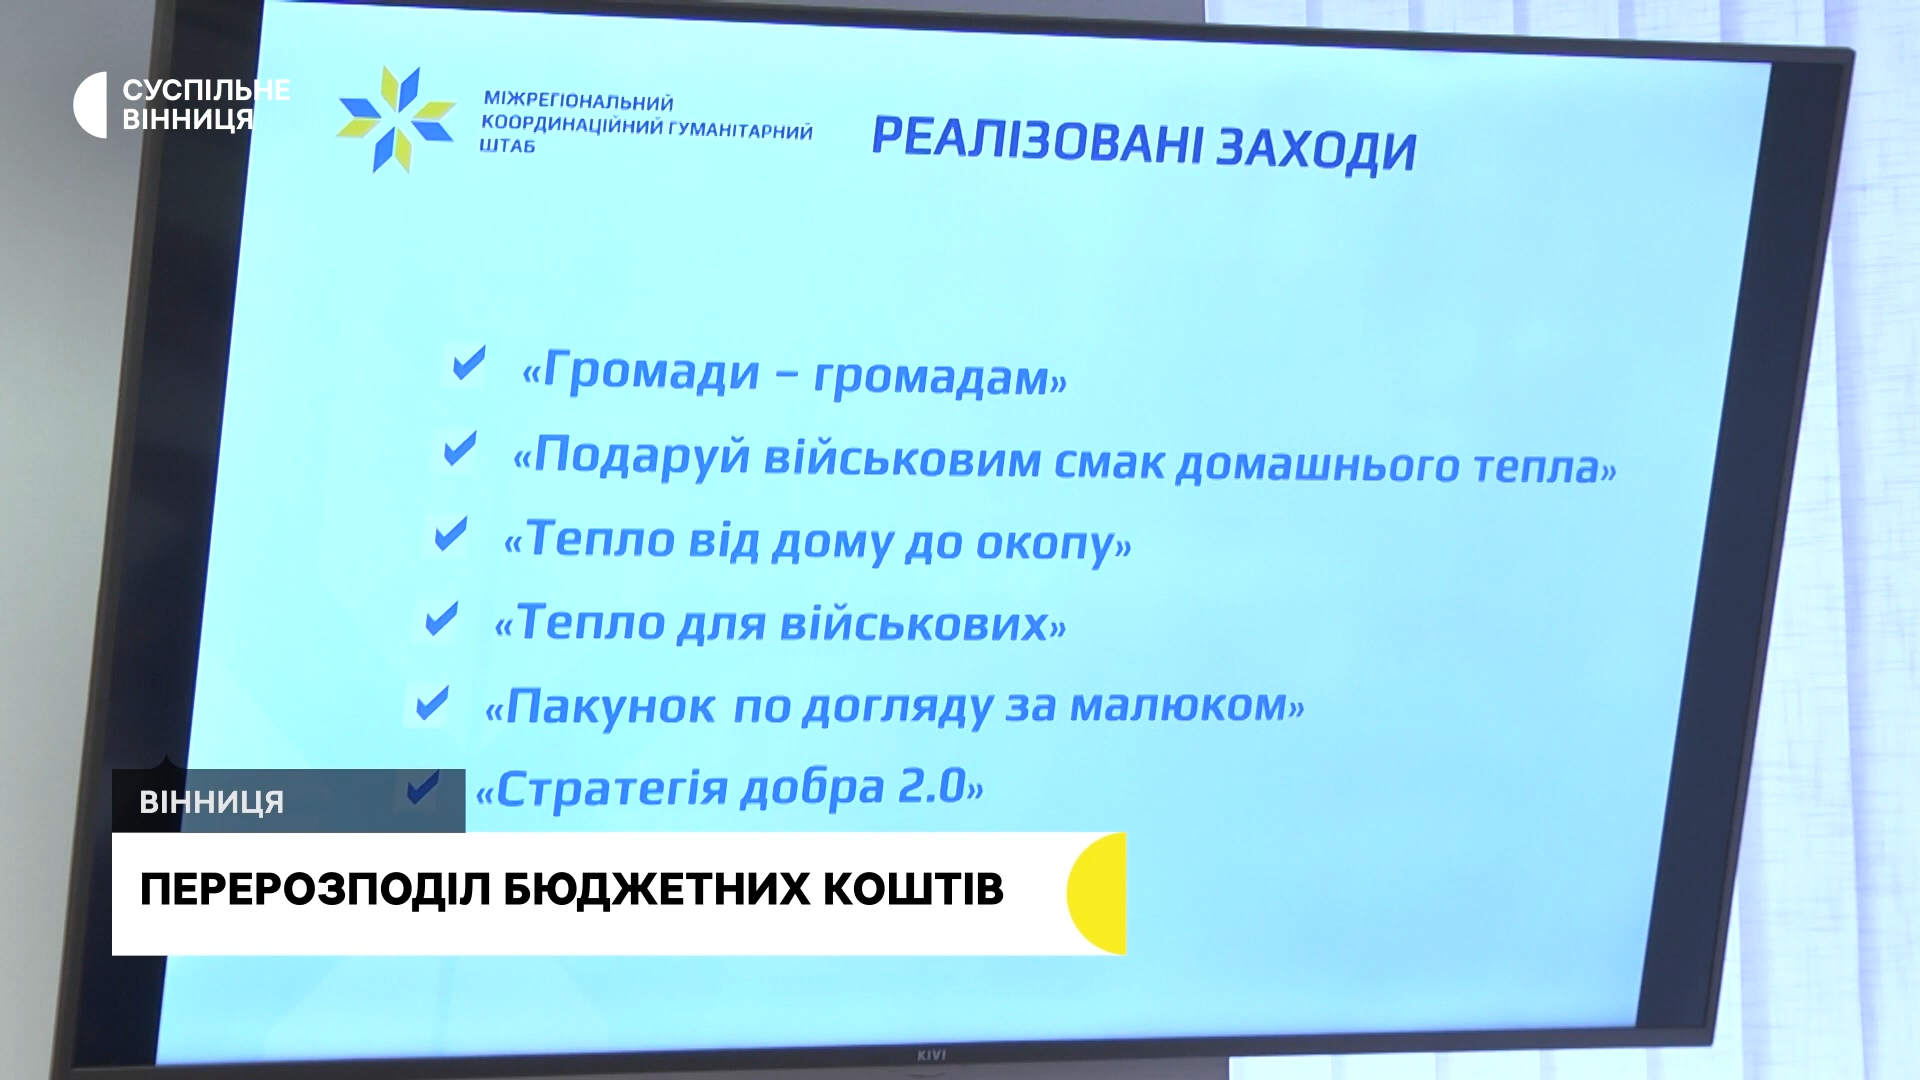 СУСПІЛЬНЕ
ВІННИЦЯ
МІЖРЕГІОНАЛЬНИЙ
КООРДИНАЦІЙНИЙ ГУМАНІТАРНИЙ
ШТАБ
РЕАЛІЗОВАНІ ЗАХОДИ
«Громади – громадам»
«Подаруй військовим смак домашнього тепла»
«Тепло від дому до окопу»
«Тепло для військових»
«Пакунок по догляду за малюком»
«Стратегія добра 2.0»
ВІННИЦЯ
ПЕРЕРОЗПОДІЛ БЮДЖЕТНИХ КОШТІВ
KIVI